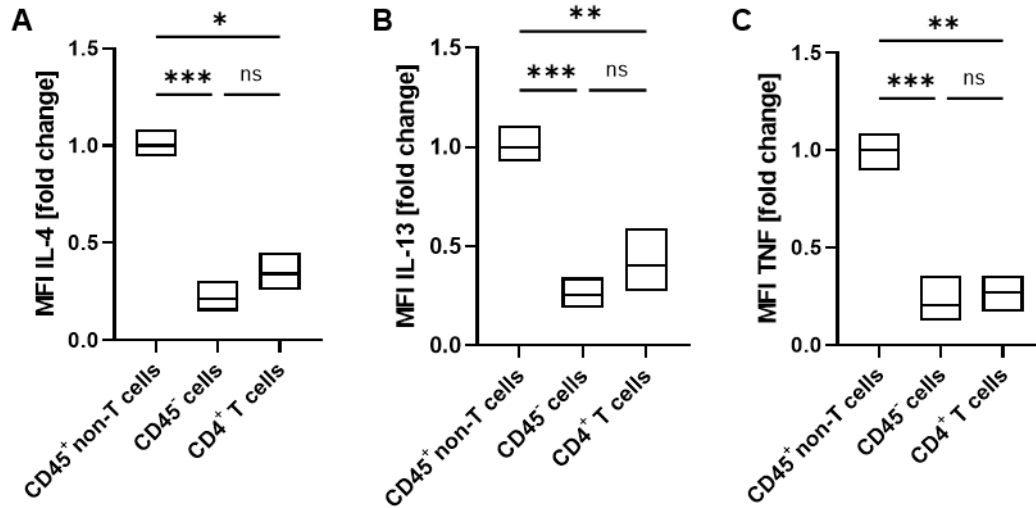 A
MFI IL-4 [fold change]
1.5
1.0
0.5
0.0
*
***
ns
CD45⁺ non-T cells
CD45⁻ cells
CD4⁺ T cells
B
MFI IL-13 [fold change]
1.5
1.0
0.5
0.0
**
***
ns
CD45⁺ non-T cells
CD45⁻ cells
CD4⁺ T cells
C
MFI TNF [fold change]
1.5
1.0
0.5
0.0
**
***
ns
CD45⁺ non-T cells
CD45⁻ cells
CD4⁺ T cells